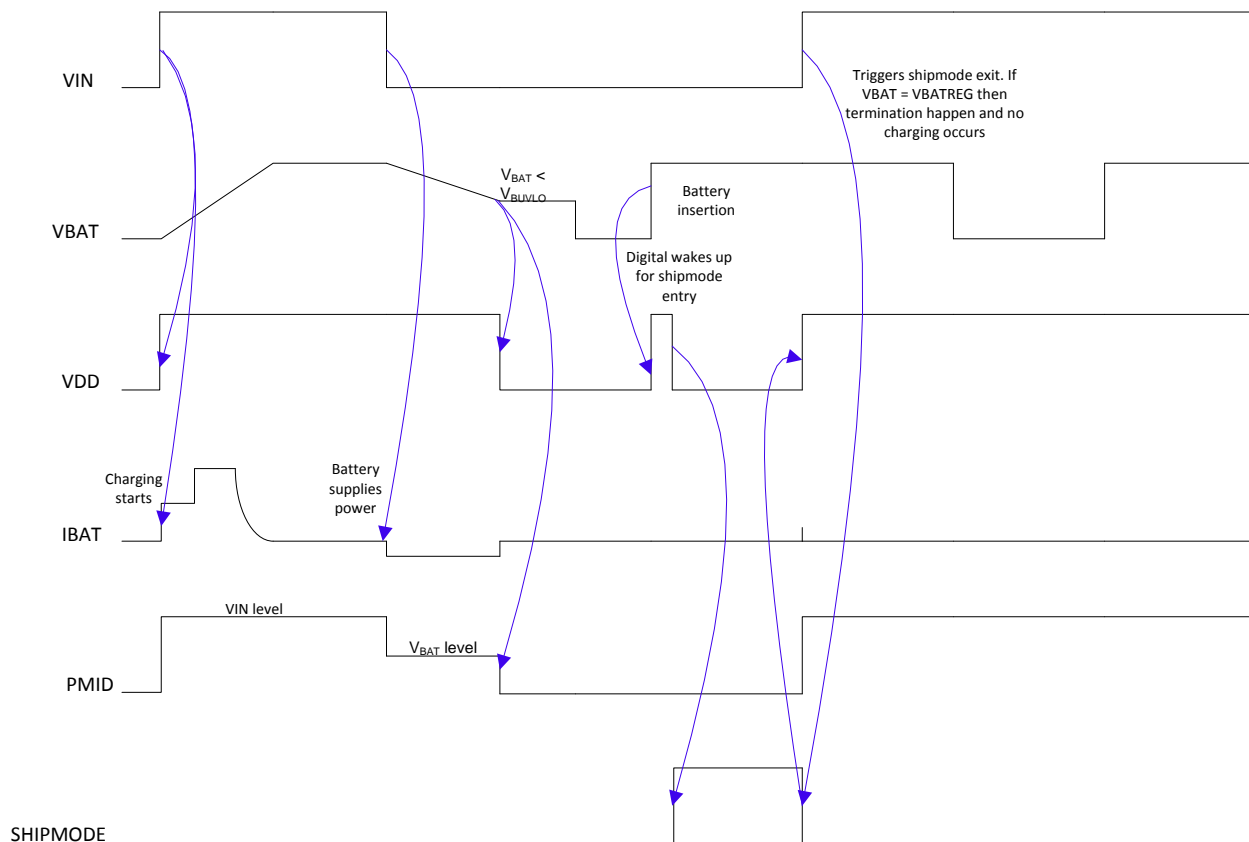 VIN
Triggers shipmode exit. If
VBAT = VBATREG then
termination happen and no
charging occurs
VBAT
VBAT <
VBUVLO
Battery
insertion
Digital wakes up
for shipmode
entry
VDD
Charging
starts
Battery
supplies
power
IBAT
VIN level
VBAT level
PMID
SHIPMODE